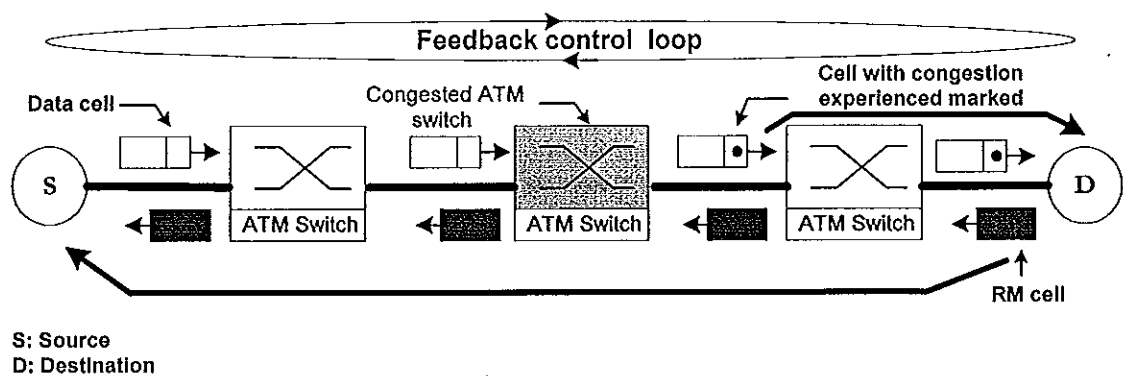 Feedback control loop
Data cell
Congested ATM
switch
Cell with congestion
experienced marked
S
D
ATM Switch
ATM Switch
ATM Switch
RM cell
S: Source
D: Destination